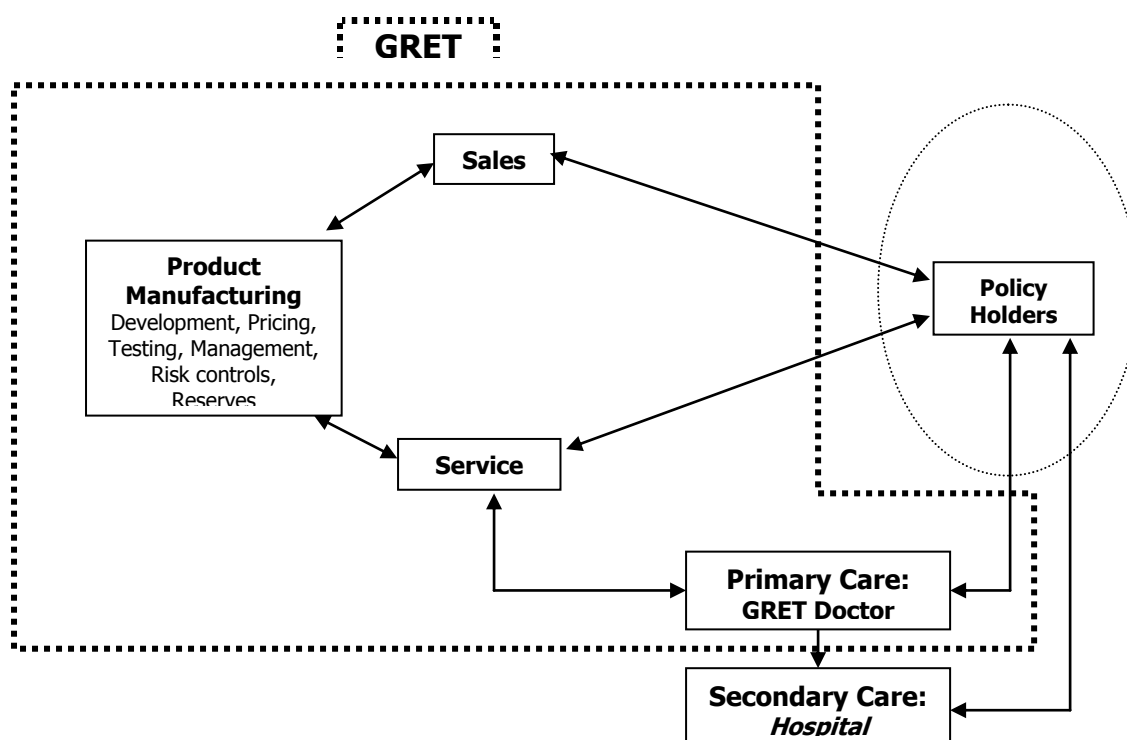 GRET
Sales
Product
Manufacturing
Development, Pricing,
Testing, Management,
Risk controls,
Reserves
Policy
Holders
Service
Primary Care:
GRET Doctor
Secondary Care:
Hospital